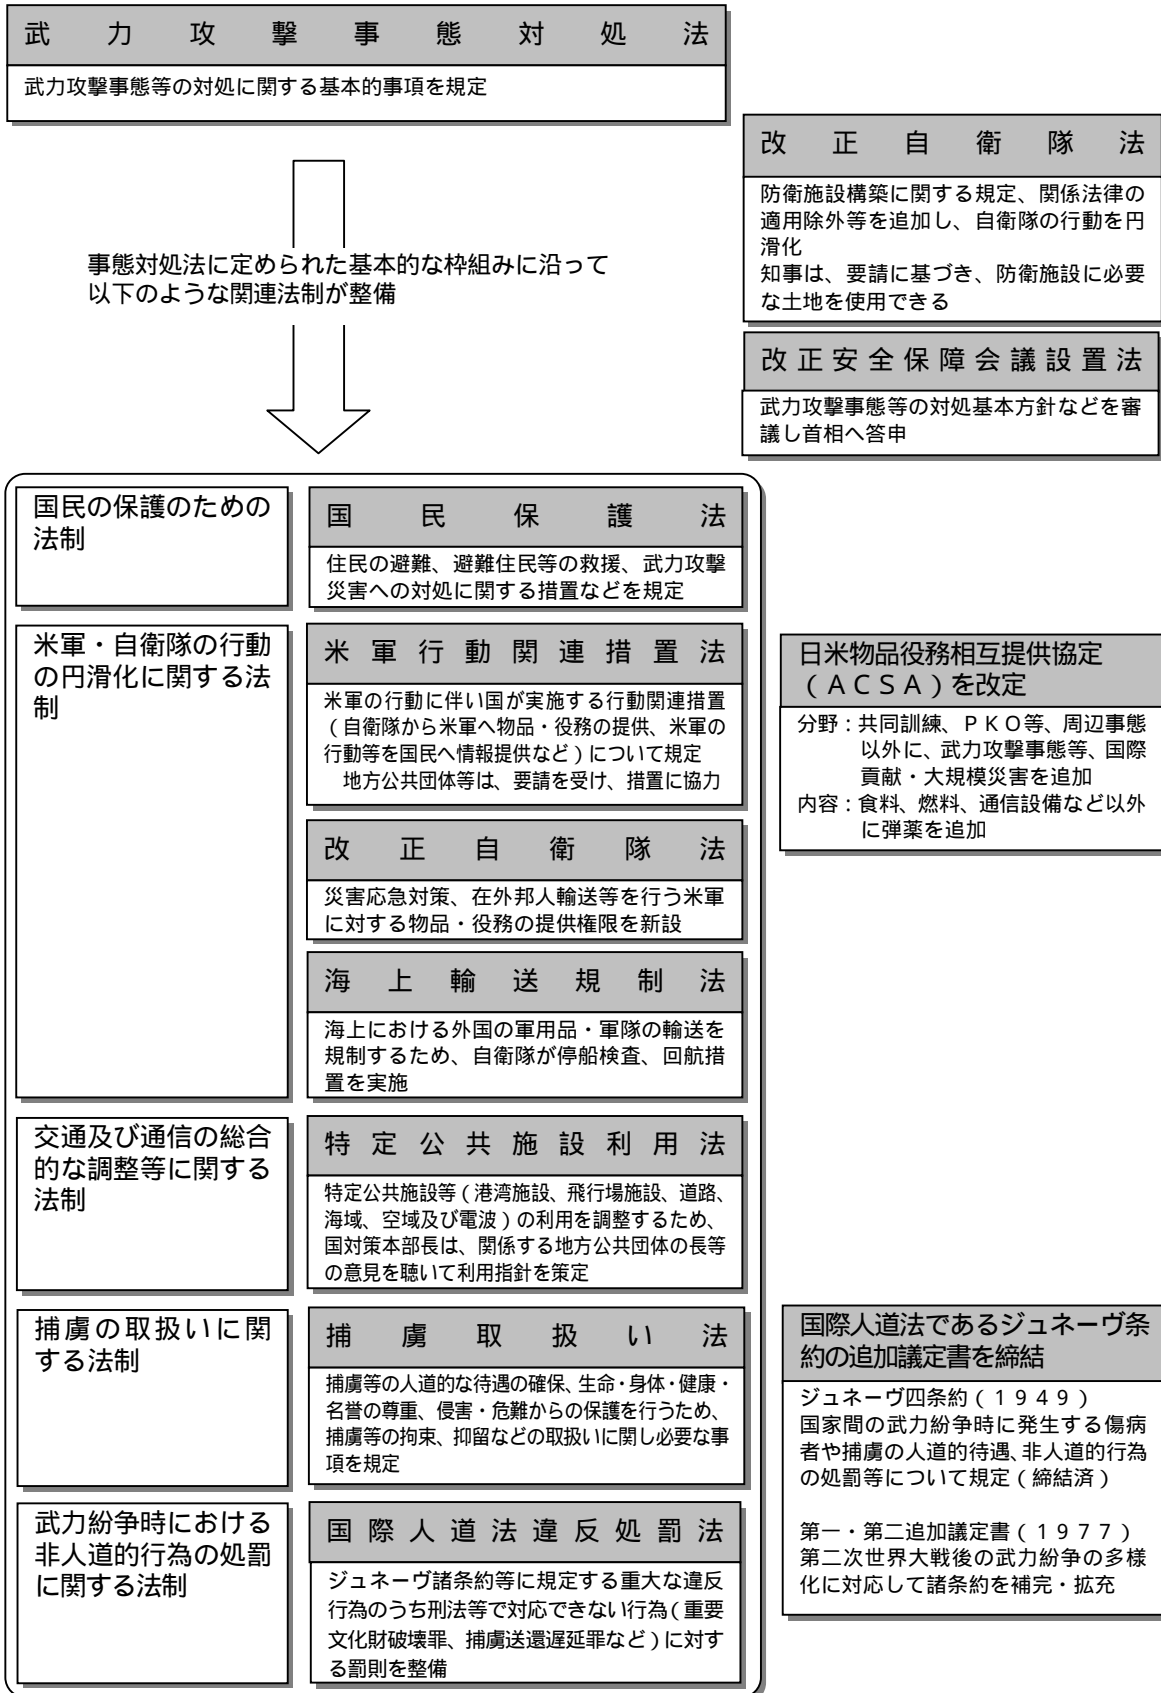 武力攻撃事態対処法
武力攻撃事態等の対処に関する基本的事項を規定
改正自衛隊法
防衛施設構築に関する規定、関係法律の
適用除外等を追加し、自衛隊の行動を円
滑化
知事は、要請に基づき、防衛施設に必要
な土地を使用できる
事態対処法に定められた基本的な枠組みに沿って
以下のような関連法制が整備
改正安全保障会議設置法
武力攻撃事態等の対処基本方針などを審
議し首相へ答申
国民の保護のための
法制
国民保護法
住民の避難、避難住民等の救援、武力攻撃
災害への対処に関する措置などを規定
米軍・自衛隊の行動
の円滑化に関する法
制
米軍行動関連措置法
米軍の行動に伴い国が実施する行動関連措置
(自衛隊から米軍へ物品・役務の提供、米軍の
行動等を国民へ情報提供など)について規定
地方公共団体等は、要請を受け、措置に協力
日米物品役務相互提供協定
(ACSA)を改定
分野:共同訓練、PKO等、周辺事態
以外に、武力攻撃事態等、国際
貢献・大規模災害を追加
内容:食料、燃料、通信設備など以外
に弾薬を追加
改正自衛隊法
災害応急対策、在外邦人輸送等を行う米軍
に対する物品・役務の提供権限を新設
海上輸送規制法
海上における外国の軍用品・軍隊の輸送を
規制するため、自衛隊が停船検査、回航措
置を実施
交通及び通信の総合
的な調整等に関する
法制
特定公共施設利用法
特定公共施設等(港湾施設、飛行場施設、道路、
海域、空域及び電波)の利用を調整するため、
国対策本部長は、関係する地方公共団体の長等
の意見を聴いて利用指針を策定
捕虜の取扱いに関
する法制
捕虜取扱い法
捕虜等の人道的な待遇の確保、生命・身体・健康・
名誉の尊重、侵害・危難からの保護を行うため、
捕虜等の拘束、抑留などの取扱いに関し必要な事
項を規定
国際人道法であるジュネーヴ条
約の追加議定書を締結
ジュネーヴ四条約(1949)
国家間の武力紛争時に発生する傷病
者や捕虜の人道的待遇、非人道的行為
の処罰等について規定(締結済)
第一・第二追加議定書(1977)
第二次世界大戦後の武力紛争の多様
化に対応して諸条約を補完・拡充
武力紛争時における
非人道的行為の処罰
に関する法制
国際人道法違反処罰法
ジュネーヴ諸条約等に規定する重大な違反
行為のうち刑法等で対応できない行為(重要
文化財破壊罪、捕虜送還遅延罪など)に対す
る罰則を整備